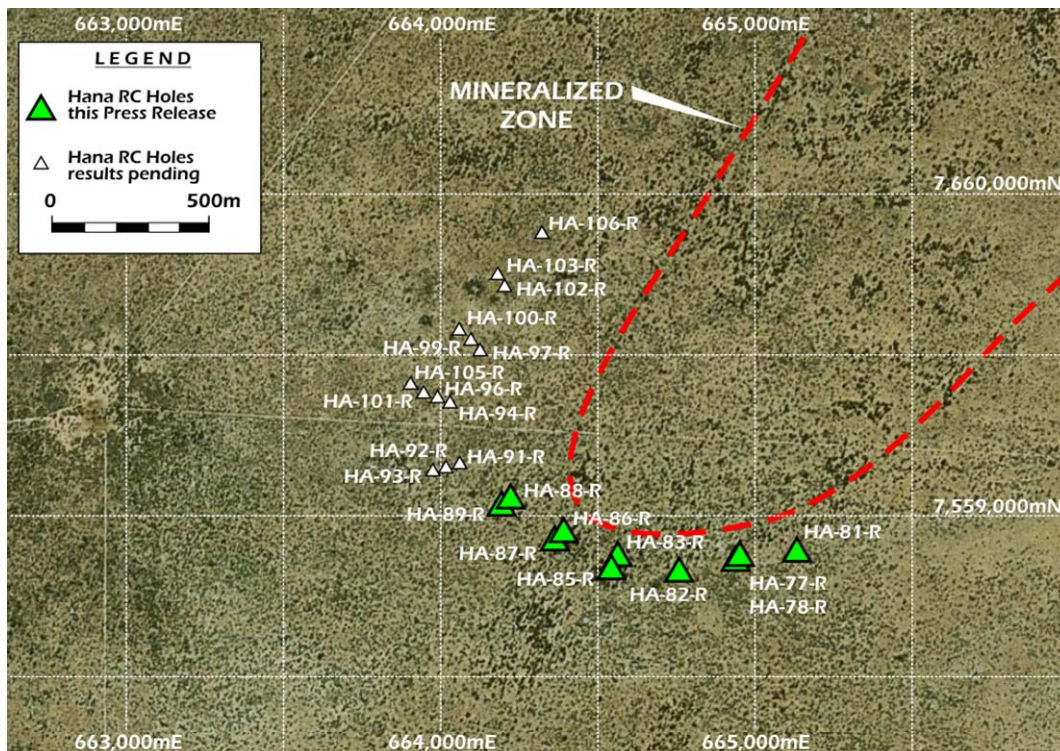 663,000mE
664,000mE
665,000mE
LEGEND
Hana RC Holes
this Press Release
Hana RC Holes
results pending
0
500m
MINERALIZED
ZONE
7,660,000mN
HA-106-R
HA-103-R
HA-102-R
HA-100-R
HA-99-R
HA-97-R
HA-105-R
HA-96-R
HA-101-R
HA-94-R
HA-92-R
HA-91-R
HA-93-R
HA-88-R
HA-89-R
HA-86-R
7,559,000mN
HA-87-R
HA-83-R
HA-81-R
HA-85-R
HA-82-R
HA-77-R
HA-78-R
663,000mE
664,000mE
665,000mE